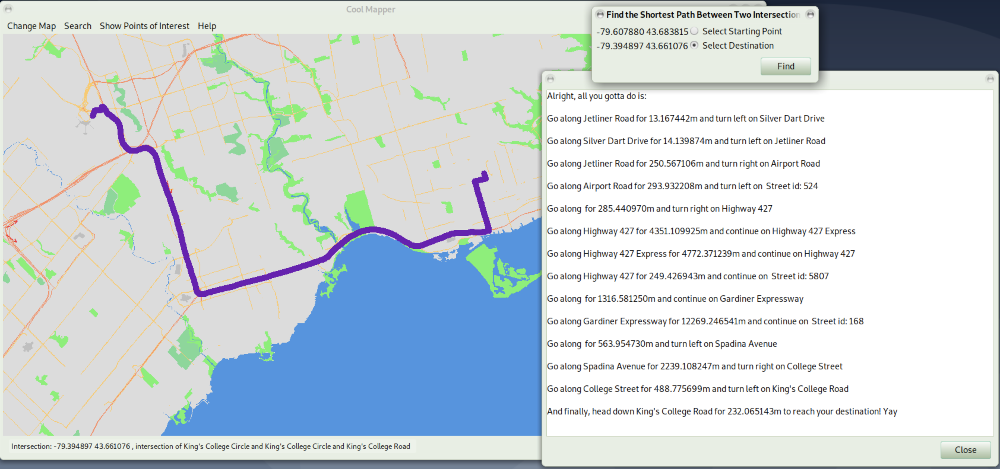 Cool Mapper
Change Map Search Show Points of Interest Help
Find the Shortest Path Between Two Intersection
-79.607880 43.683815 Select Starting Point
-79.394897 43.661076 Select Destination
Find
Alright, all you gotta do is:
Go along Jetliner Road for 13.167442m and turn left on Silver Dart Drive
Go along Silver Dart Drive for 14.139874m and turn left on Jetliner Road
Go along Jetliner Road for 250.567106m and turn right on Airport Road
Go along Airport Road for 293.932208m and turn left on  Street id: 524
Go along  for 285.440970m and turn right on Highway 427
Go along Highway 427 for 4351.109925m and continue on Highway 427 Express
Go along Highway 427 Express for 4772.371239m and continue on Highway 427
Go along Highway 427 for 249.426943m and continue on  Street id: 5807
Go along  for 1316.581250m and continue on Gardiner Expressway
Go along Gardiner Expressway for 12269.246541m and continue on  Street id: 168
Go along  for 563.954730m and turn left on Spadina Avenue
Go along Spadina Avenue for 2239.108247m and turn right on College Street
Go along College Street for 488.775699m and turn left on King's College Road
And finally, head down King's College Road for 232.065143m to reach your destination! Yay
Intersection: -79.394897 43.661076 , intersection of King's College Circle and King's College Circle and King's College Road
Close